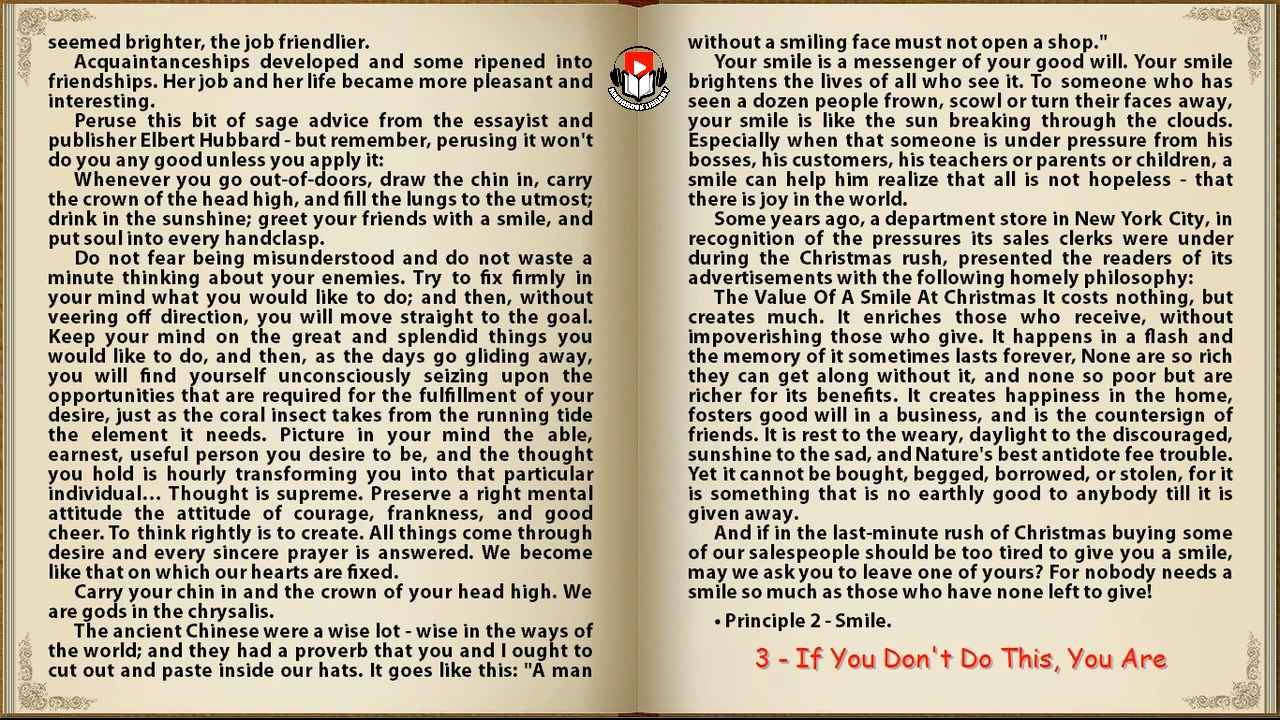 seemed brighter, the job friendlier.
Acquaintanceships developed and some ripened into
friendships. Her job and her life became more pleasant and
interesting.
Peruse this bit of sage advice from the essayist and
publisher Elbert Hubbard - but remember, perusing it won't
do you any good unless you apply it:
Whenever you go out-of-doors, draw the chin in, carry
the crown of the head high, and fill the lungs to the utmost;
drink in the sunshine; greet your friends with a smile, and
put soul into every handclasp.
Do not fear being misunderstood and do not waste a
minute thinking about your enemies. Try to fix firmly in
your mind what you would like to do; and then, without
veering off direction, you will move straight to the goal.
Keep your mind on the great and splendid things you
would like to do, and then, as the days go gliding away,
you will find yourself unconsciously seizing upon the
opportunities that are required for the fulfillment of your
desire, just as the coral insect takes from the running tide
the element it needs. Picture in your mind the able,
earnest, useful person you desire to be, and the thought
you hold is hourly transforming you into that particular
individual... Thought is supreme. Preserve a right mental
attitude the attitude of courage, frankness, and good
cheer. To think rightly is to create. All things come through
desire and every sincere prayer is answered. We become
like that on which our hearts are fixed.
Carry your chin in and the crown of your head high. We
are gods in the chrysalis.
The ancient Chinese were a wise lot - wise in the ways of
the world; and they had a proverb that you and I ought to
cut out and paste inside our hats. It goes like this: "A man
AUDIOBOOK LIBRARY
without a smiling face must not open a shop."
Your smile is a messenger of your good will. Your smile
brightens the lives of all who see it. To someone who has
seen a dozen people frown, scowl or turn their faces away,
your smile is like the sun breaking through the clouds.
Especially when that someone is under pressure from his
bosses, his customers, his teachers or parents or children, a
smile can help him realize that all is not hopeless - that
there is joy in the world.
Some years ago, a department store in New York City, in
recognition of the pressures its sales clerks were under
during the Christmas rush, presented the readers of its
advertisements with the following homely philosophy:
The Value Of A Smile At Christmas It costs nothing, but
creates much. It enriches those who receive, without
impoverishing those who give. It happens in a flash and
the memory of it sometimes lasts forever, None are so rich
they can get along without it, and none so poor but are
richer for its benefits. It creates happiness in the home,
fosters good will in a business, and is the countersign of
friends. It is rest to the weary, daylight to the discouraged,
sunshine to the sad, and Nature's best antidote fee trouble.
Yet it cannot be bought, begged, borrowed, or stolen, for it
is something that is no earthly good to anybody till it is
given away.
And if in the last-minute rush of Christmas buying some
of our salespeople should be too tired to give you a smile,
may we ask you to leave one of yours? For nobody needs a
smile so much as those who have none left to give!
• Principle 2 - Smile.
3 - If You Don't Do This, You Are